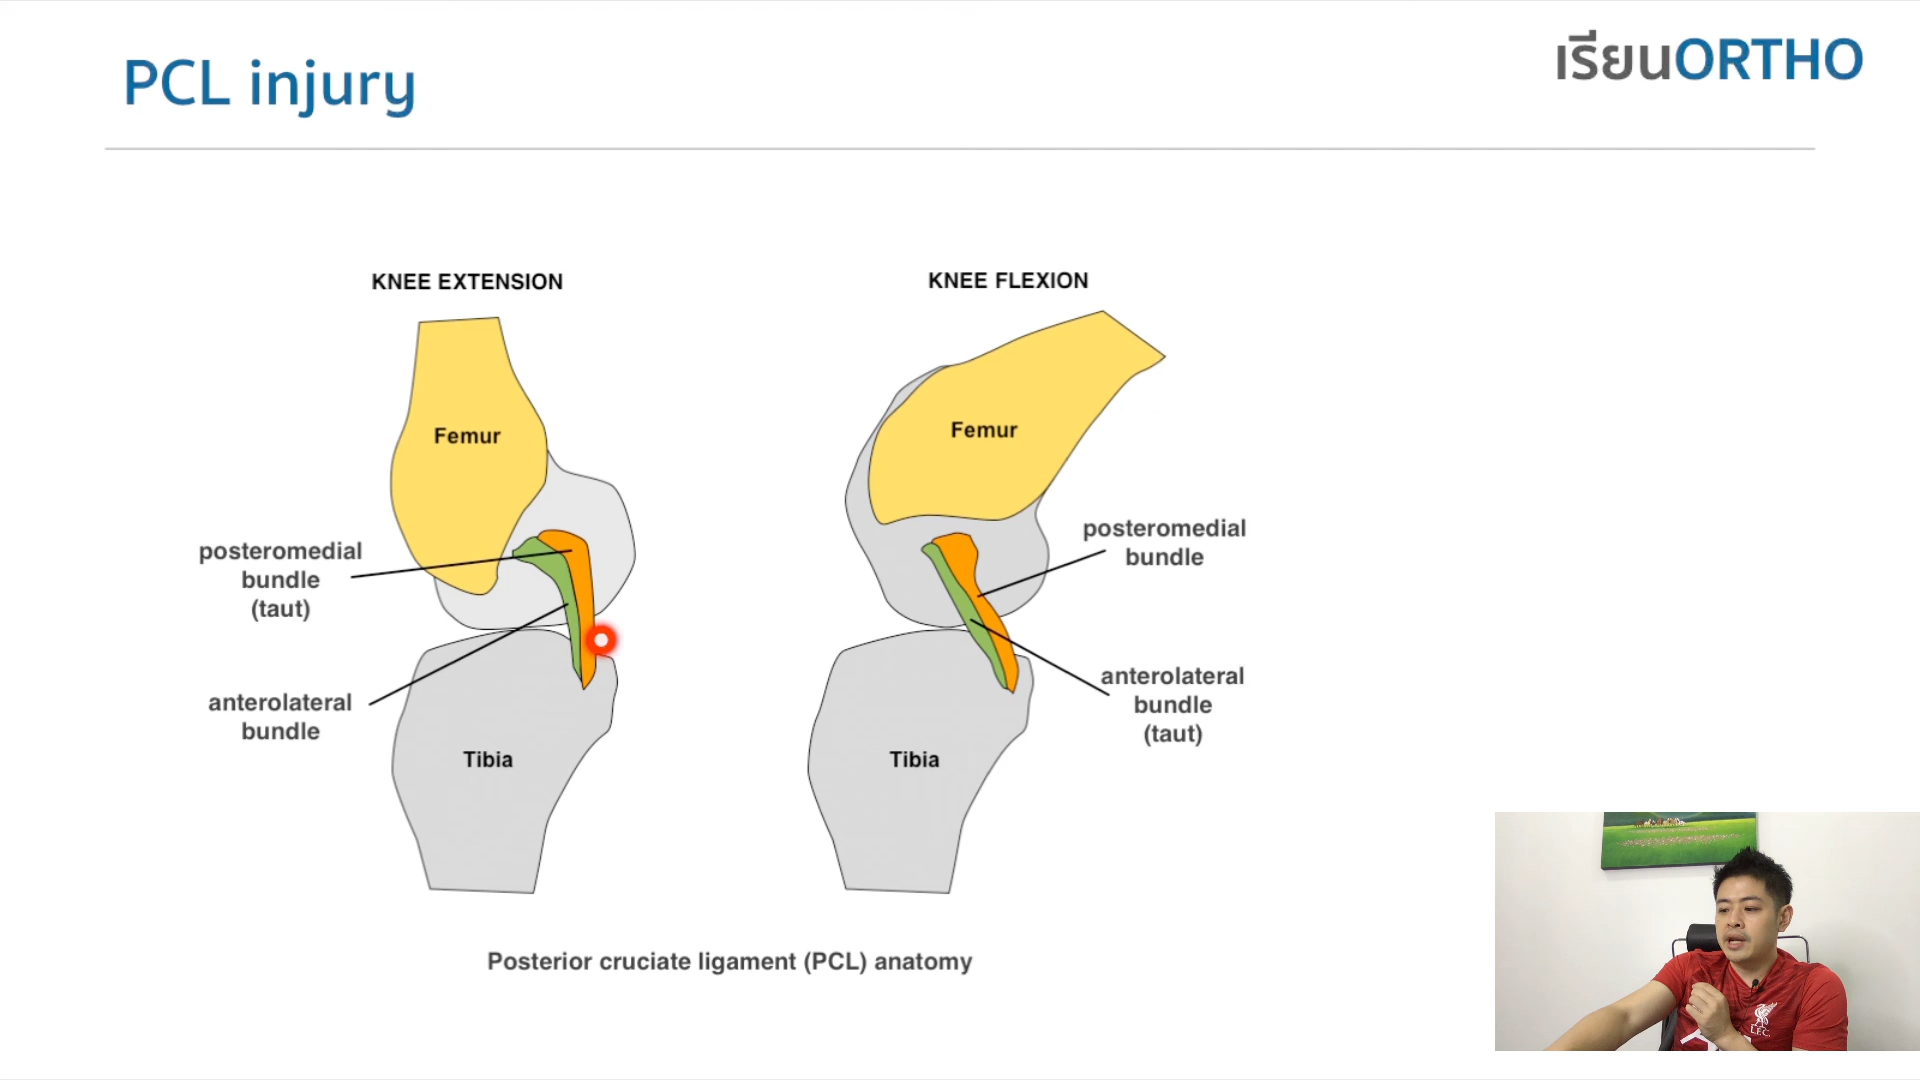 PCL injury
เรียนORTHO
KNEE EXTENSION
KNEE FLEXION
Femur
Femur
posteromedial
bundle
(taut)
posteromedial
bundle
anterolateral
bundle
anterolateral
bundle
(taut)
Tibia
Tibia
Posterior cruciate ligament (PCL) anatomy
L.F.C.